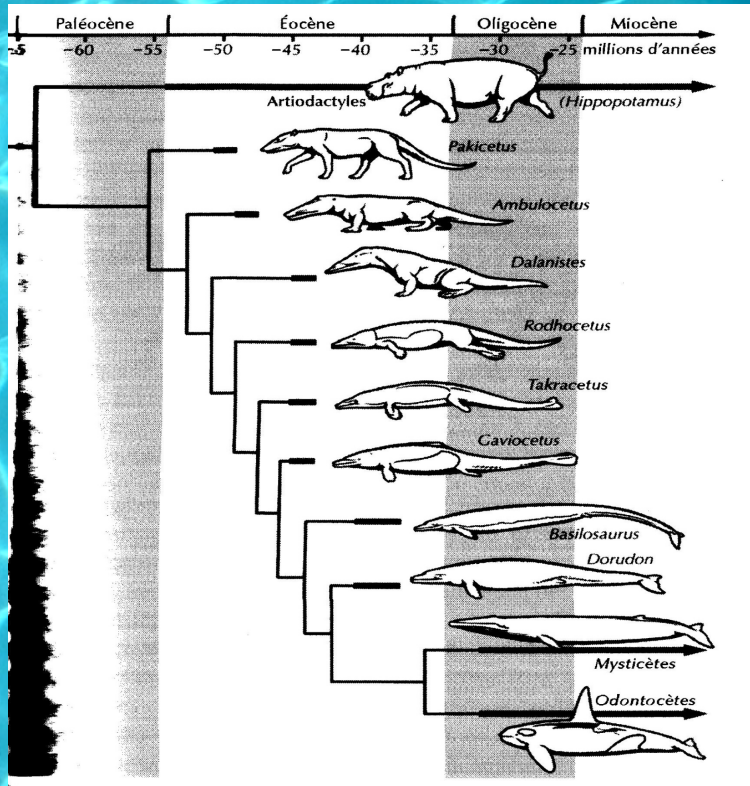 Paléocène Éocène Oligocène Miocène
-60 -55 -50 -45 -40 -35 -30 -25 millions d'années
Artiodactyles (Hippopotamus)
Pakicetus
Ambulocetus
Dalanistes
Rodhocetus
Takracetus
Gaviocetus
Basilosaurus
Dorudon
Mysticètes
Odontocètes